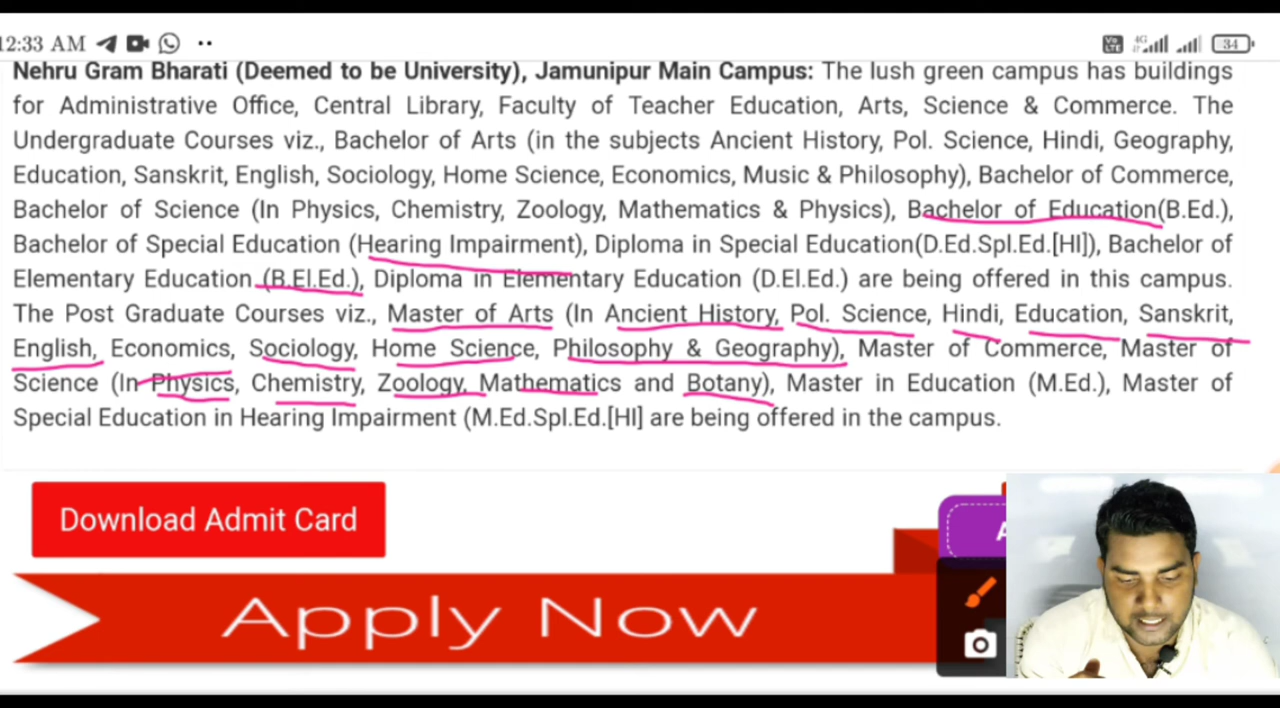 12:33 AM
4G 34
Nehru Gram Bharati (Deemed to be University), Jamunipur Main Campus: The lush green campus has buildings
for Administrative Office, Central Library, Faculty of Teacher Education, Arts, Science & Commerce. The
Undergraduate Courses viz., Bachelor of Arts (in the subjects Ancient History, Pol. Science, Hindi, Geography,
Education, Sanskrit, English, Sociology, Home Science, Economics, Music & Philosophy), Bachelor of Commerce,
Bachelor of Science (In Physics, Chemistry, Zoology, Mathematics & Physics), Bachelor of Education(B.Ed.),
Bachelor of Special Education (Hearing Impairment), Diploma in Special Education(D.Ed.Spl.Ed.[HI]), Bachelor of
Elementary Education (B.El.Ed.), Diploma in Elementary Education (D.El.Ed.) are being offered in this campus.
The Post Graduate Courses viz., Master of Arts (In Ancient History, Pol. Science, Hindi, Education, Sanskrit,
English, Economics, Sociology, Home Science, Philosophy & Geography), Master of Commerce, Master of
Science (In Physics, Chemistry, Zoology, Mathematics and Botany), Master in Education (M.Ed.), Master of
Special Education in Hearing Impairment (M.Ed.Spl.Ed.[HI] are being offered in the campus.
Download Admit Card
Apply Now